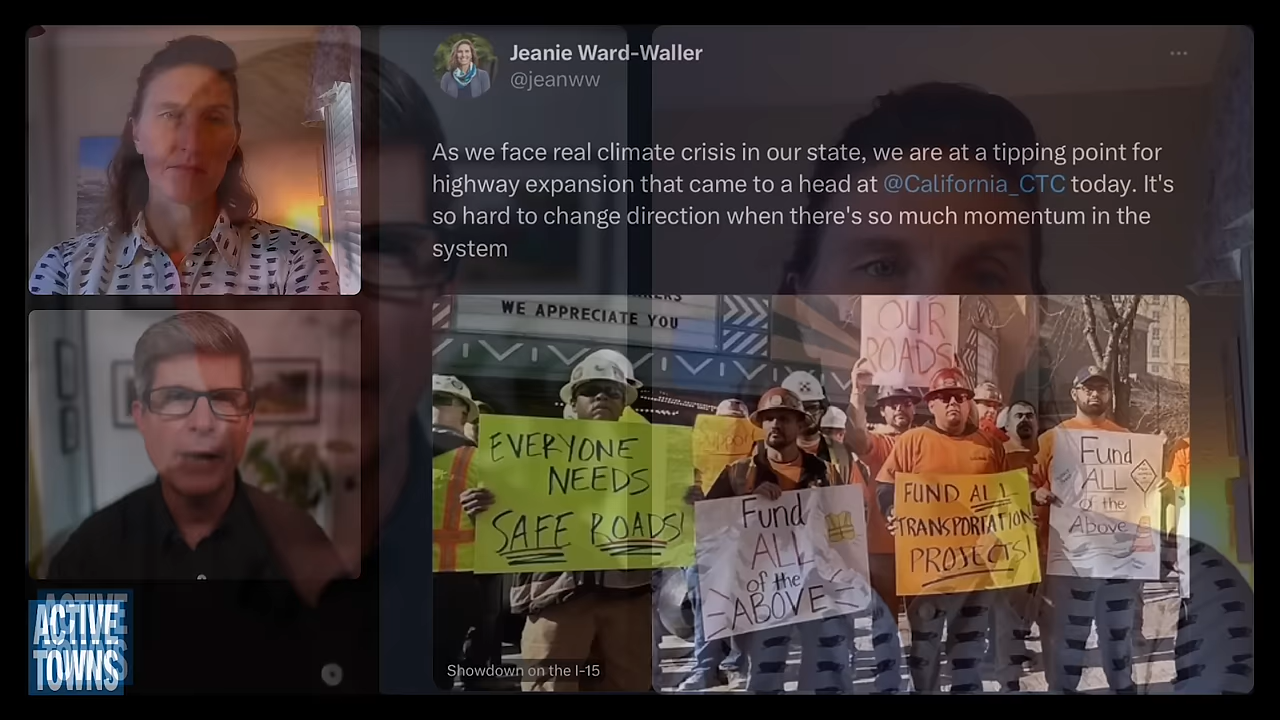 Jeanie Ward-Waller
@jeanww
As we face real climate crisis in our state, we are at a tipping point for
highway expansion that came to a head at @California_CTC today. It's
so hard to change direction when there's so much momentum in the
system
WE APPRECIATE YOU
OUR
ROADS
EVERYONE
NEEDS
SAFE ROADS!
Fund
ALL
of the
ABOVE
FUND ALL
TRANSPORTATION
PROJECTS!
Fund
ALL
of the
Above
Showdown on the I-15
ACTIVE
TOWNS